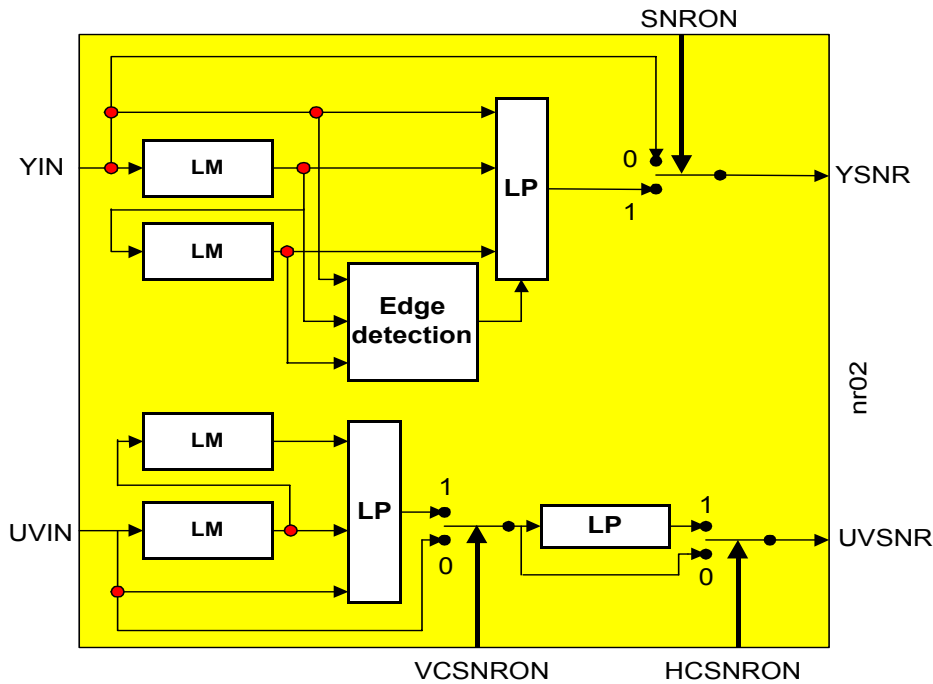 SNRON
YIN
LM
LM
LP
0
1
YSNR
Edge
detection
nr02
LM
UVIN
LM
LP
1
0
LP
1
0
UVSNR
VCSNRON
HCSNRON